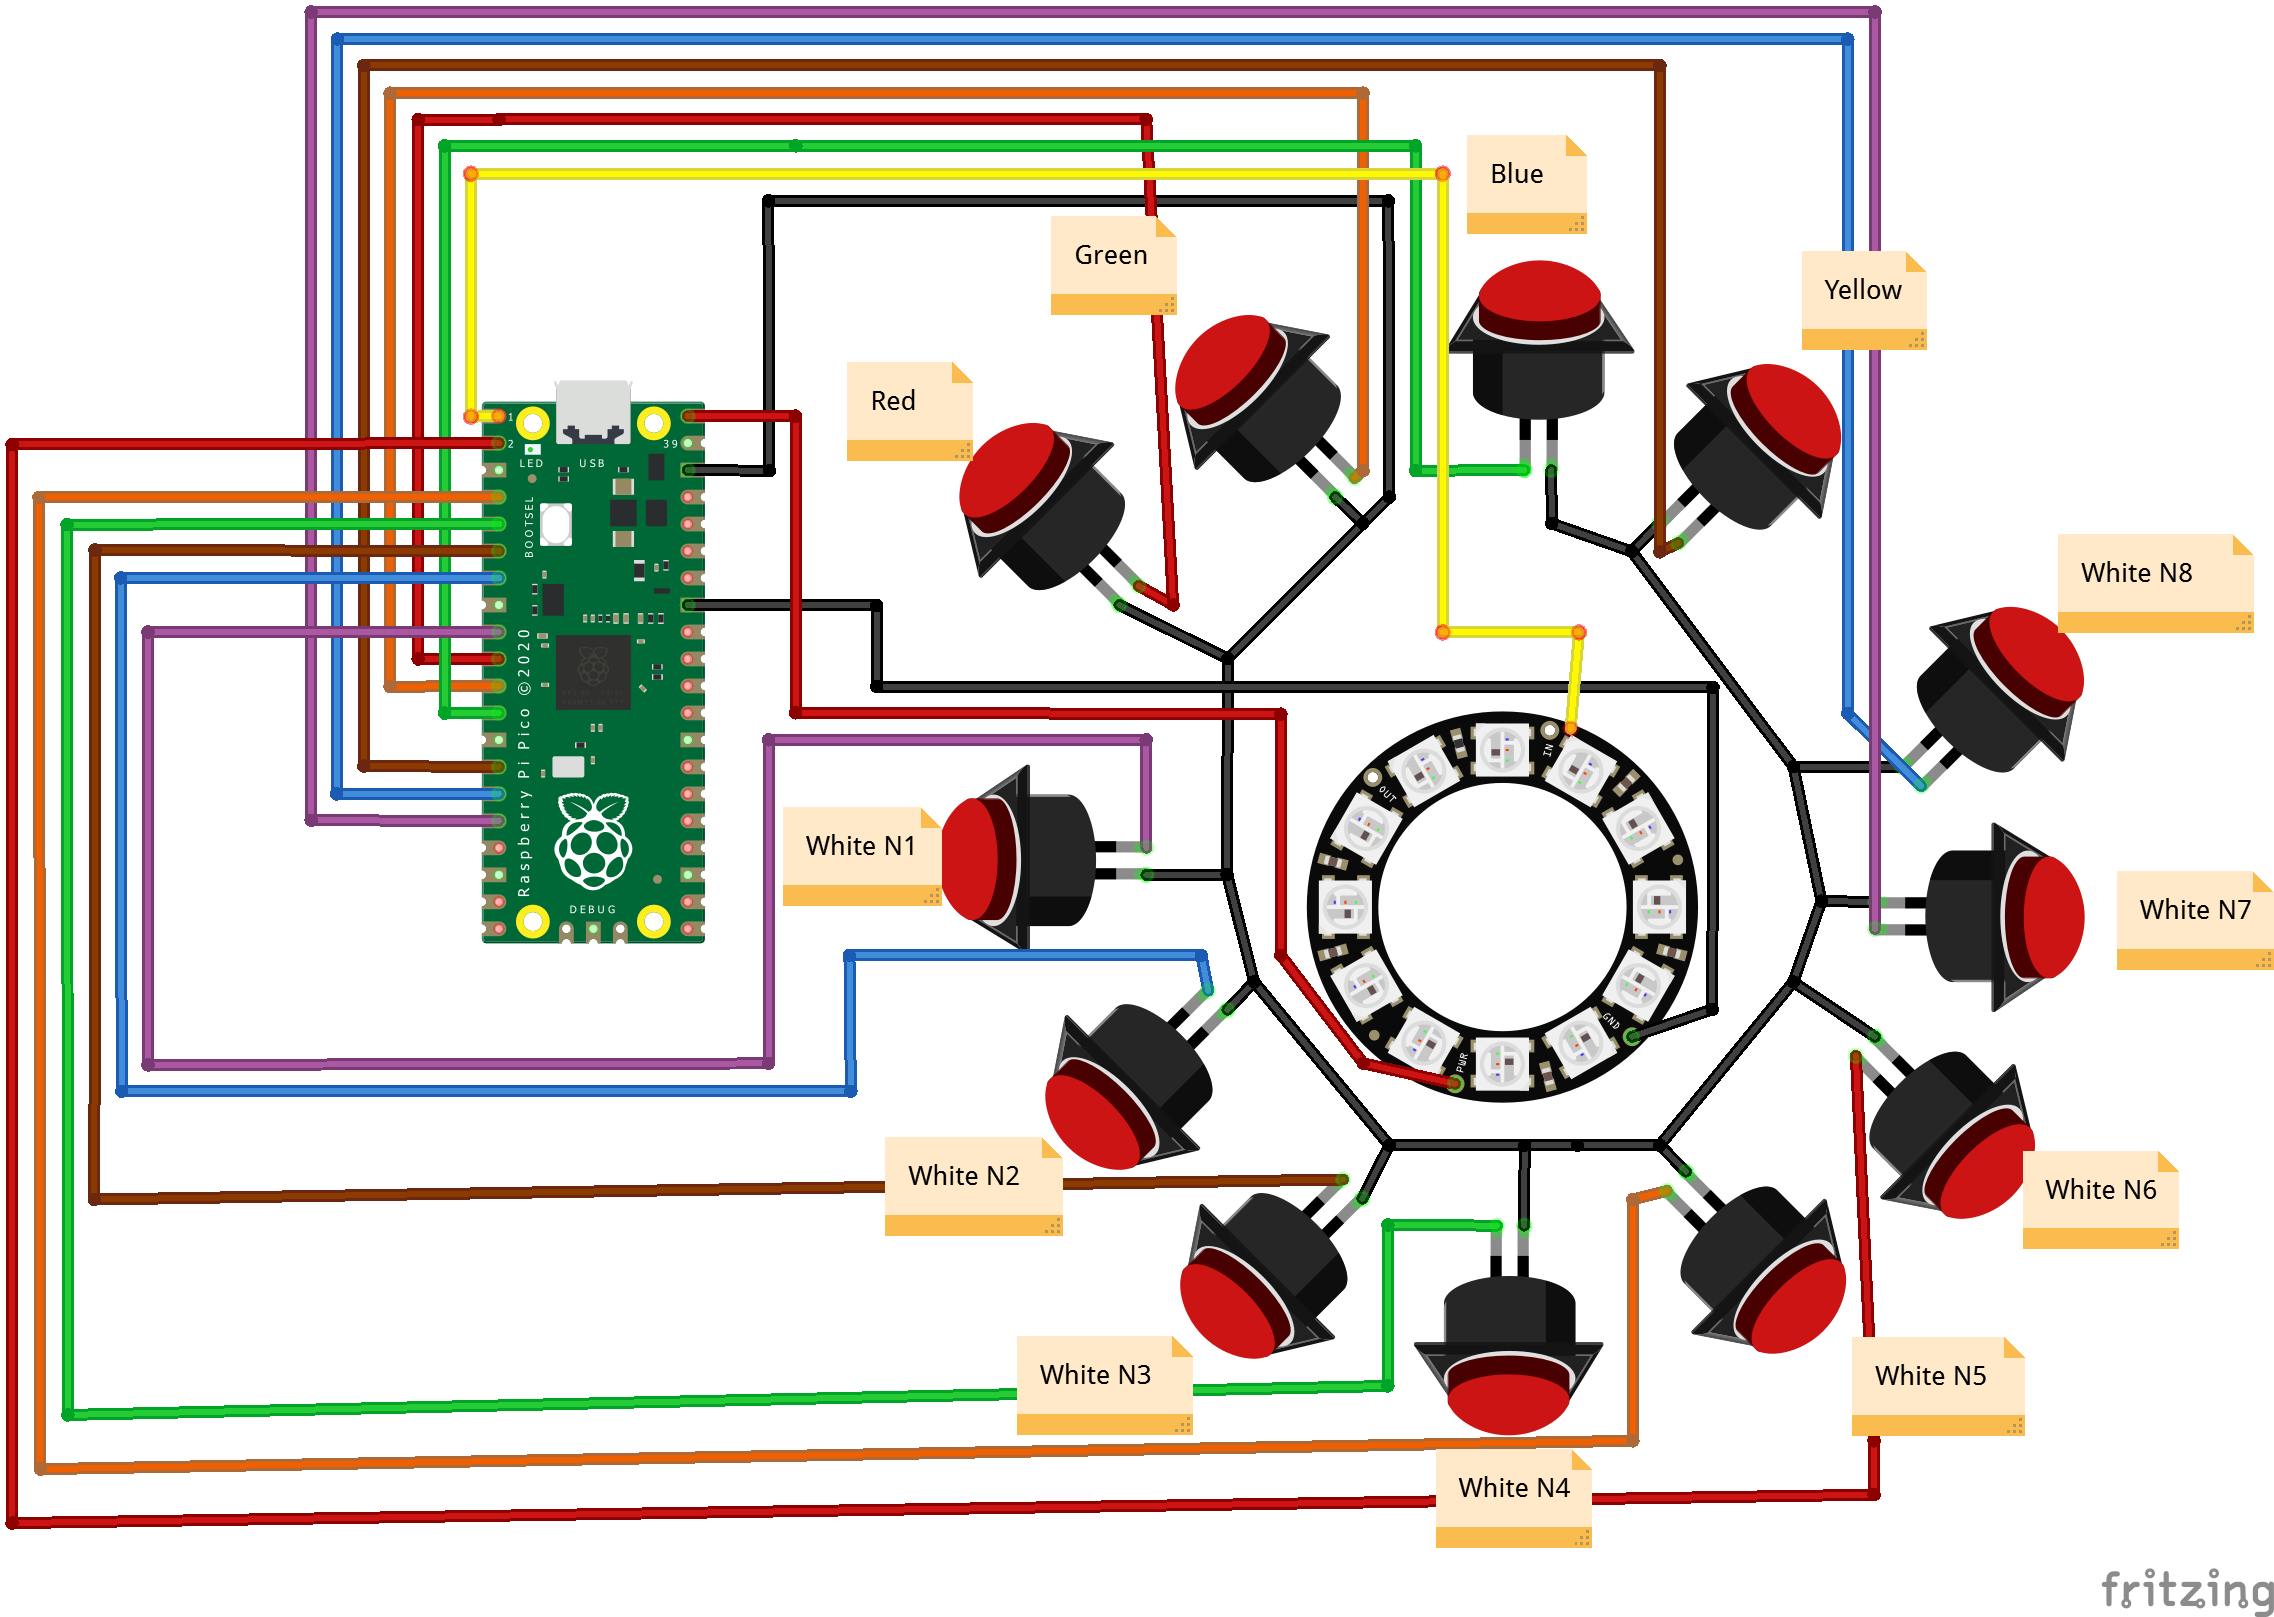 Blue
Green
Yellow
Red
1
2
39
LED
USB
BOOTSEL
White N8
Raspberry Pi Pico ©2020
IN
OUT
White N1
White N7
DEBUG
GND
PWR
White N2
White N6
White N3
White N5
White N4
fritzing